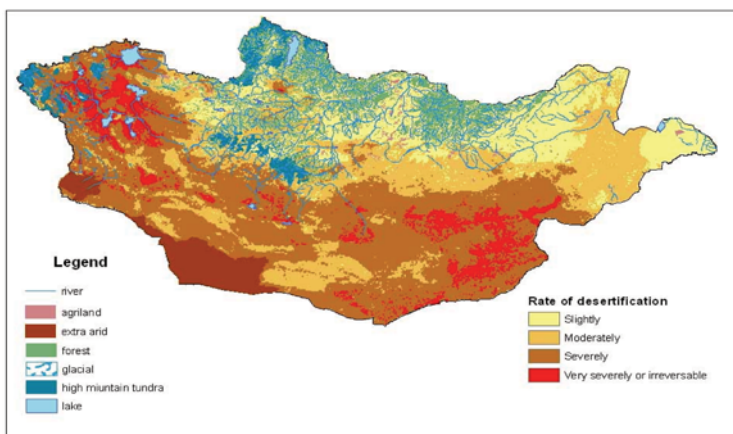 Legend
river
agriland
extra arid
forest
glacial
high miuntain tundra
lake
Rate of desertification
Slightly
Moderately
Severely
Very severely or irreversable